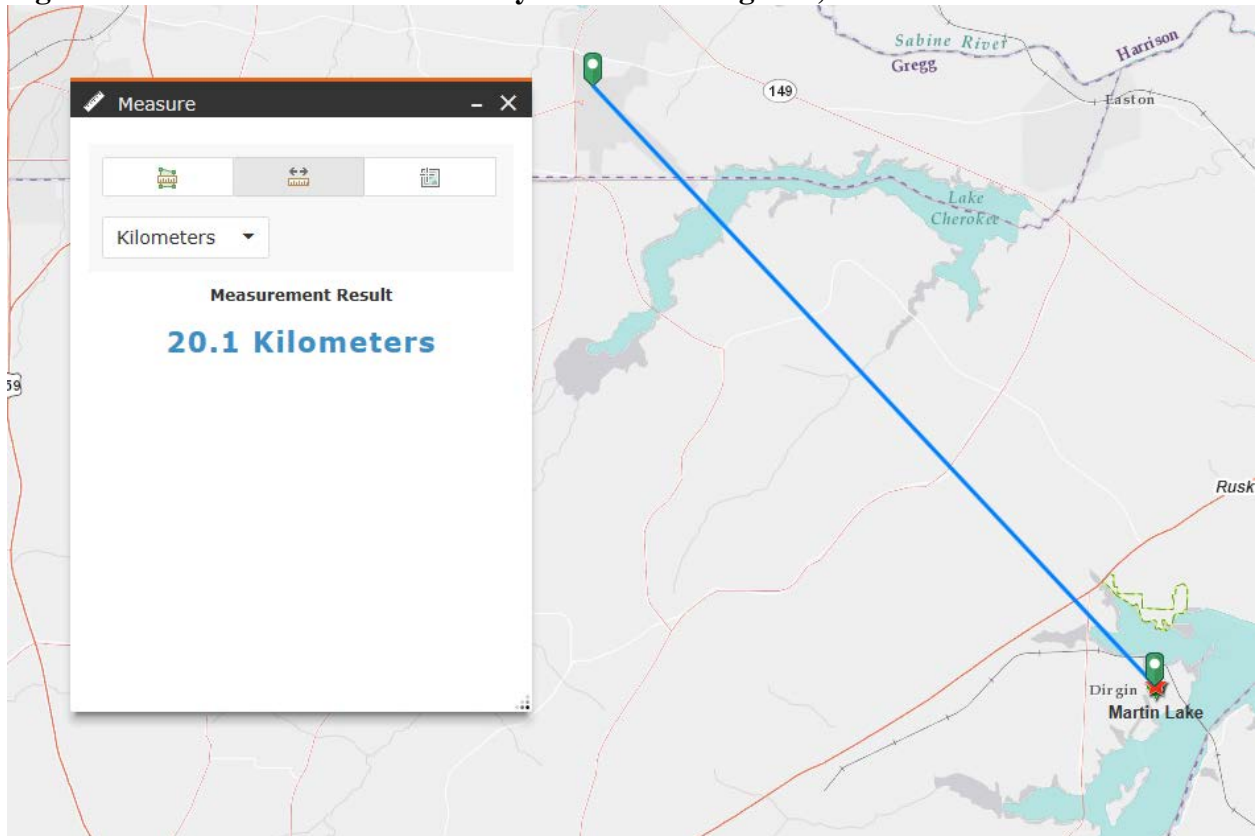 Sabine River
Harrison
Gregg
Measure
149
Easton
Lake
Cherokee
Kilometers
Measurement Result
20.1 Kilometers
59
Rusk
Dirgin
Martin Lake